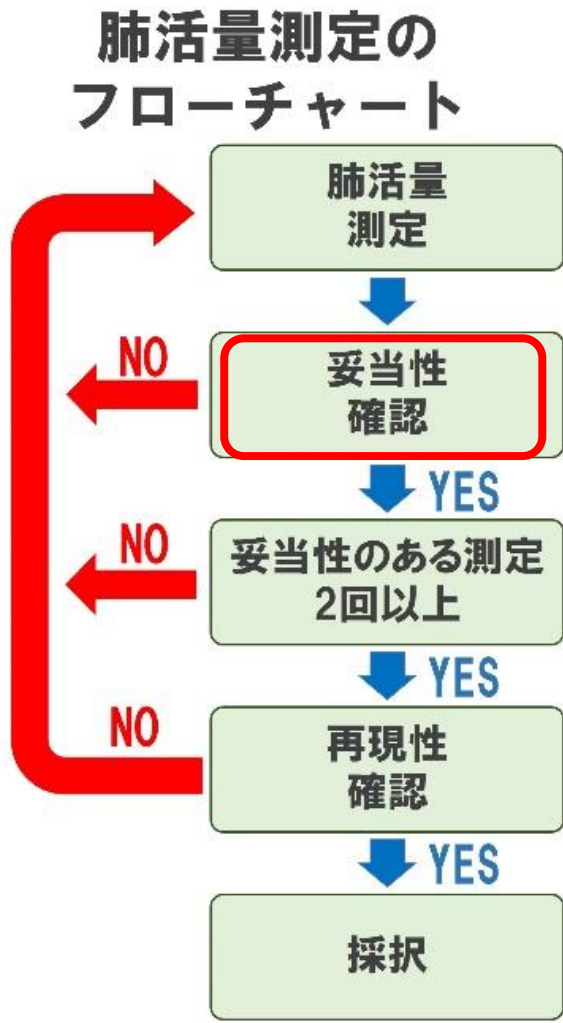 肺活量測定の
フローチャート
肺活量
測定
NO
妥当性
確認
YES
NO
妥当性のある測定
2回以上
YES
NO
再現性
確認
YES
採択